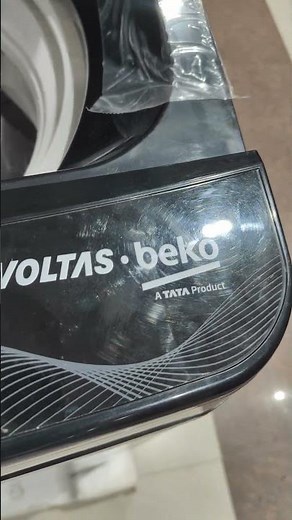 VOLTAS · beko
A TATA Product